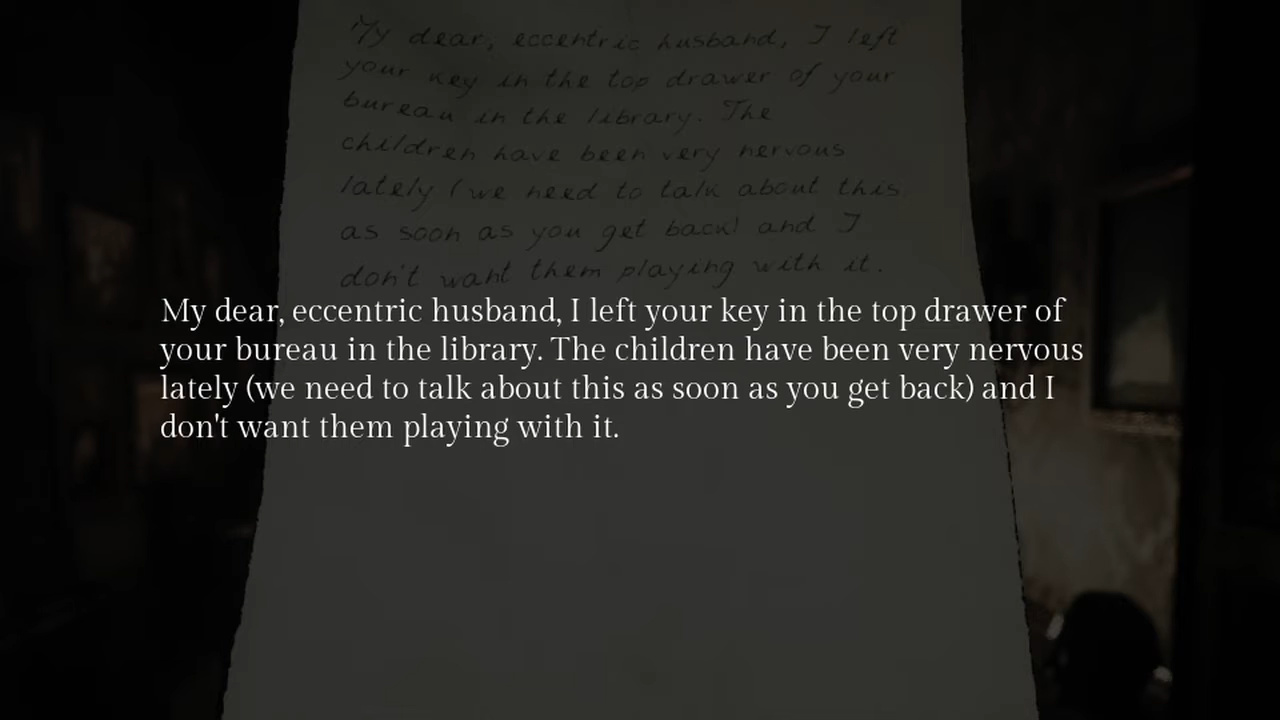 My dear, eccentric husband, I left
your key in the top drawer of your
bureau in the library. The
children have been very nervous
lately (we need to talk about this
as soon as you get back) and I
don't want them playing with it.
My dear, eccentric husband, I left your key in the top drawer of
your bureau in the library. The children have been very nervous
lately (we need to talk about this as soon as you get back) and I
don't want them playing with it.